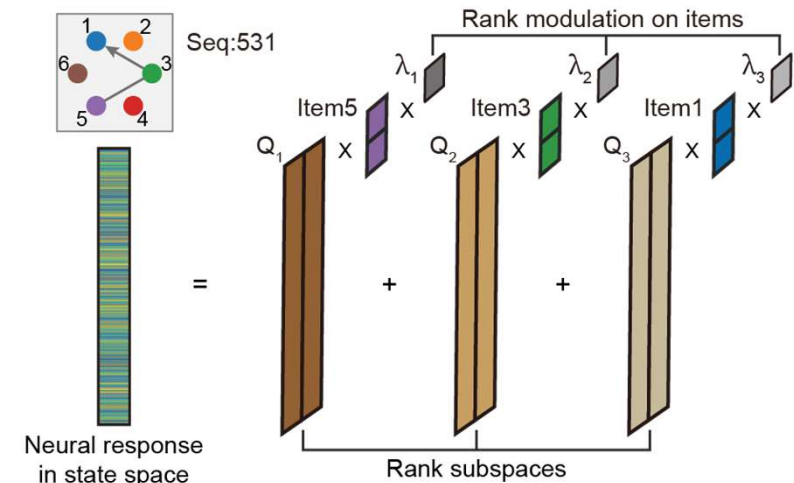 Rank modulation on items
1 2
Seq:531
6 3
5 4
λ1 λ2 λ3
Item5 x Item3 x Item1 x
Q1 x Q2 x Q3 x
= + +
Neural response
in state space
Rank subspaces